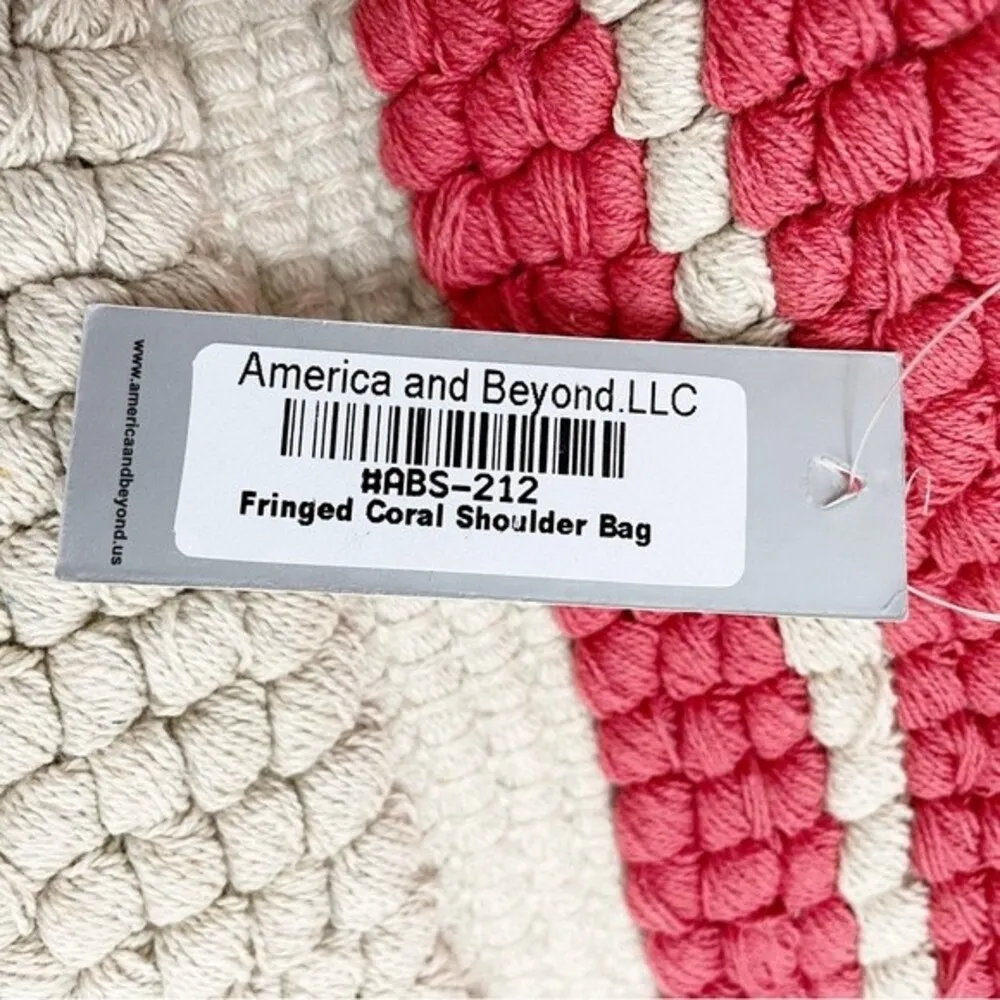 America and Beyond.LLC
#ABS-212
Fringed Coral Shoulder Bag
www.americaandbeyond.us